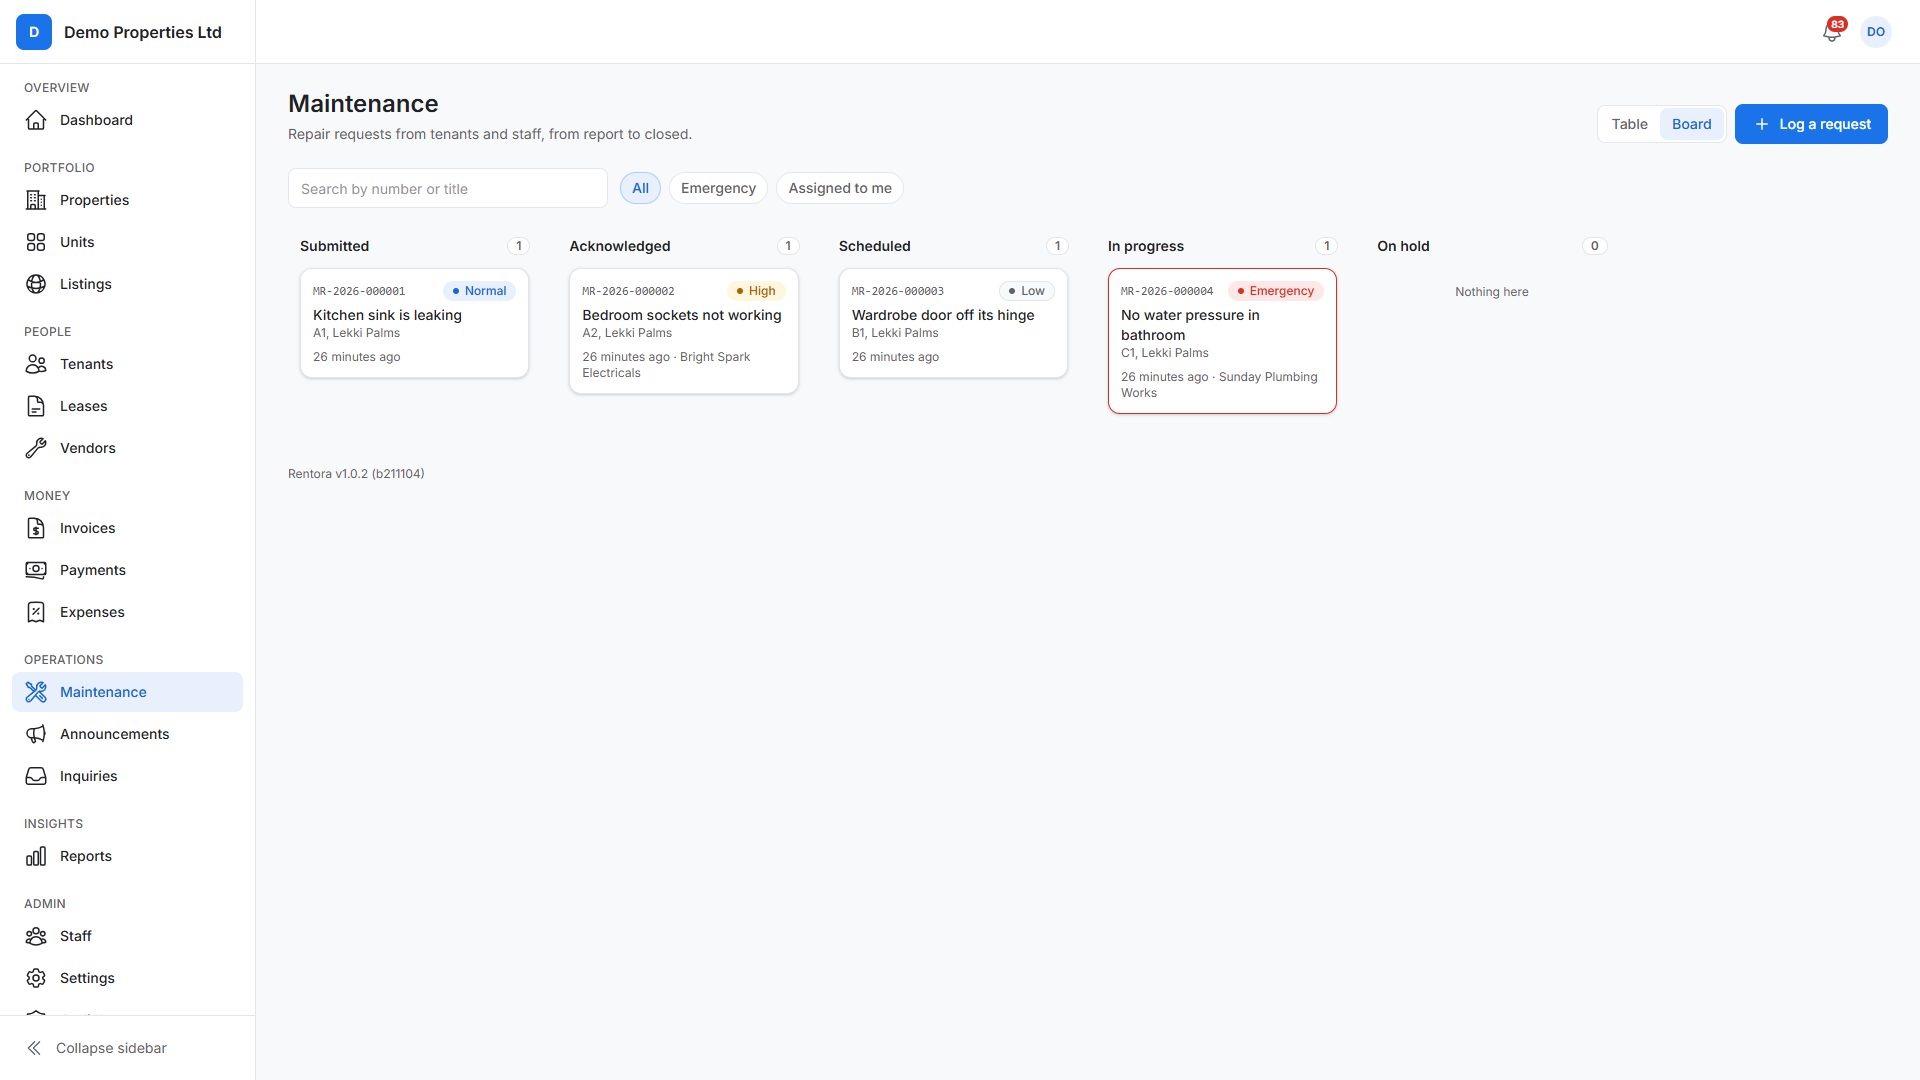 D
Demo Properties Ltd
83
DO
OVERVIEW
Dashboard
PORTFOLIO
Properties
Units
Listings
PEOPLE
Tenants
Leases
Vendors
MONEY
Invoices
Payments
Expenses
OPERATIONS
Maintenance
Announcements
Inquiries
INSIGHTS
Reports
ADMIN
Staff
Settings
Collapse sidebar
Maintenance
Repair requests from tenants and staff, from report to closed.
Table
Board
Log a request
Search by number or title
All
Emergency
Assigned to me
Submitted 1
MR-2026-000001 Normal
Kitchen sink is leaking
A1, Lekki Palms
26 minutes ago
Acknowledged 1
MR-2026-000002 High
Bedroom sockets not working
A2, Lekki Palms
26 minutes ago · Bright Spark
Electricals
Scheduled 1
MR-2026-000003 Low
Wardrobe door off its hinge
B1, Lekki Palms
26 minutes ago
In progress 1
MR-2026-000004 Emergency
No water pressure in
bathroom
C1, Lekki Palms
26 minutes ago · Sunday Plumbing
Works
On hold 0
Nothing here
Rentora v1.0.2 (b211104)